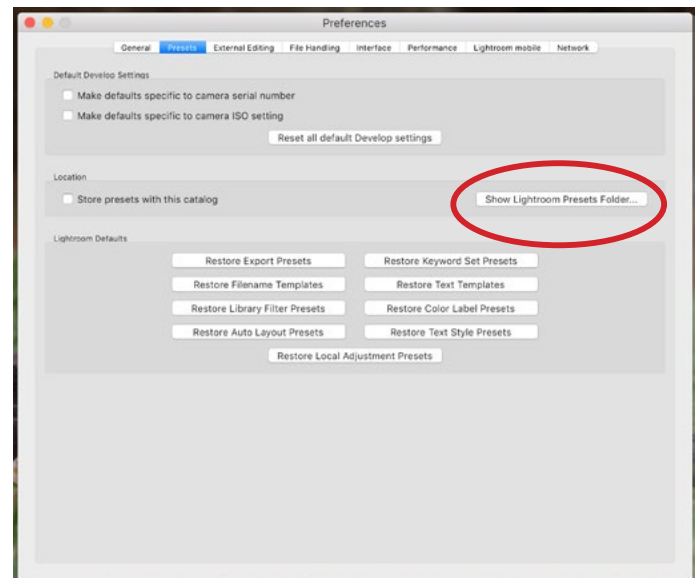 Preferences
General Presets External Editing File Handling Interface Performance Lightroom mobile Network
Default Develop Settings
Make defaults specific to camera serial number
Make defaults specific to camera ISO setting
Reset all default Develop settings
Location
Store presets with this catalog Show Lightroom Presets Folder...
Lightroom Defaults
Restore Export Presets Restore Keyword Set Presets
Restore Filename Templates Restore Text Templates
Restore Library Filter Presets Restore Color Label Presets
Restore Auto Layout Presets Restore Text Style Presets
Restore Local Adjustment Presets